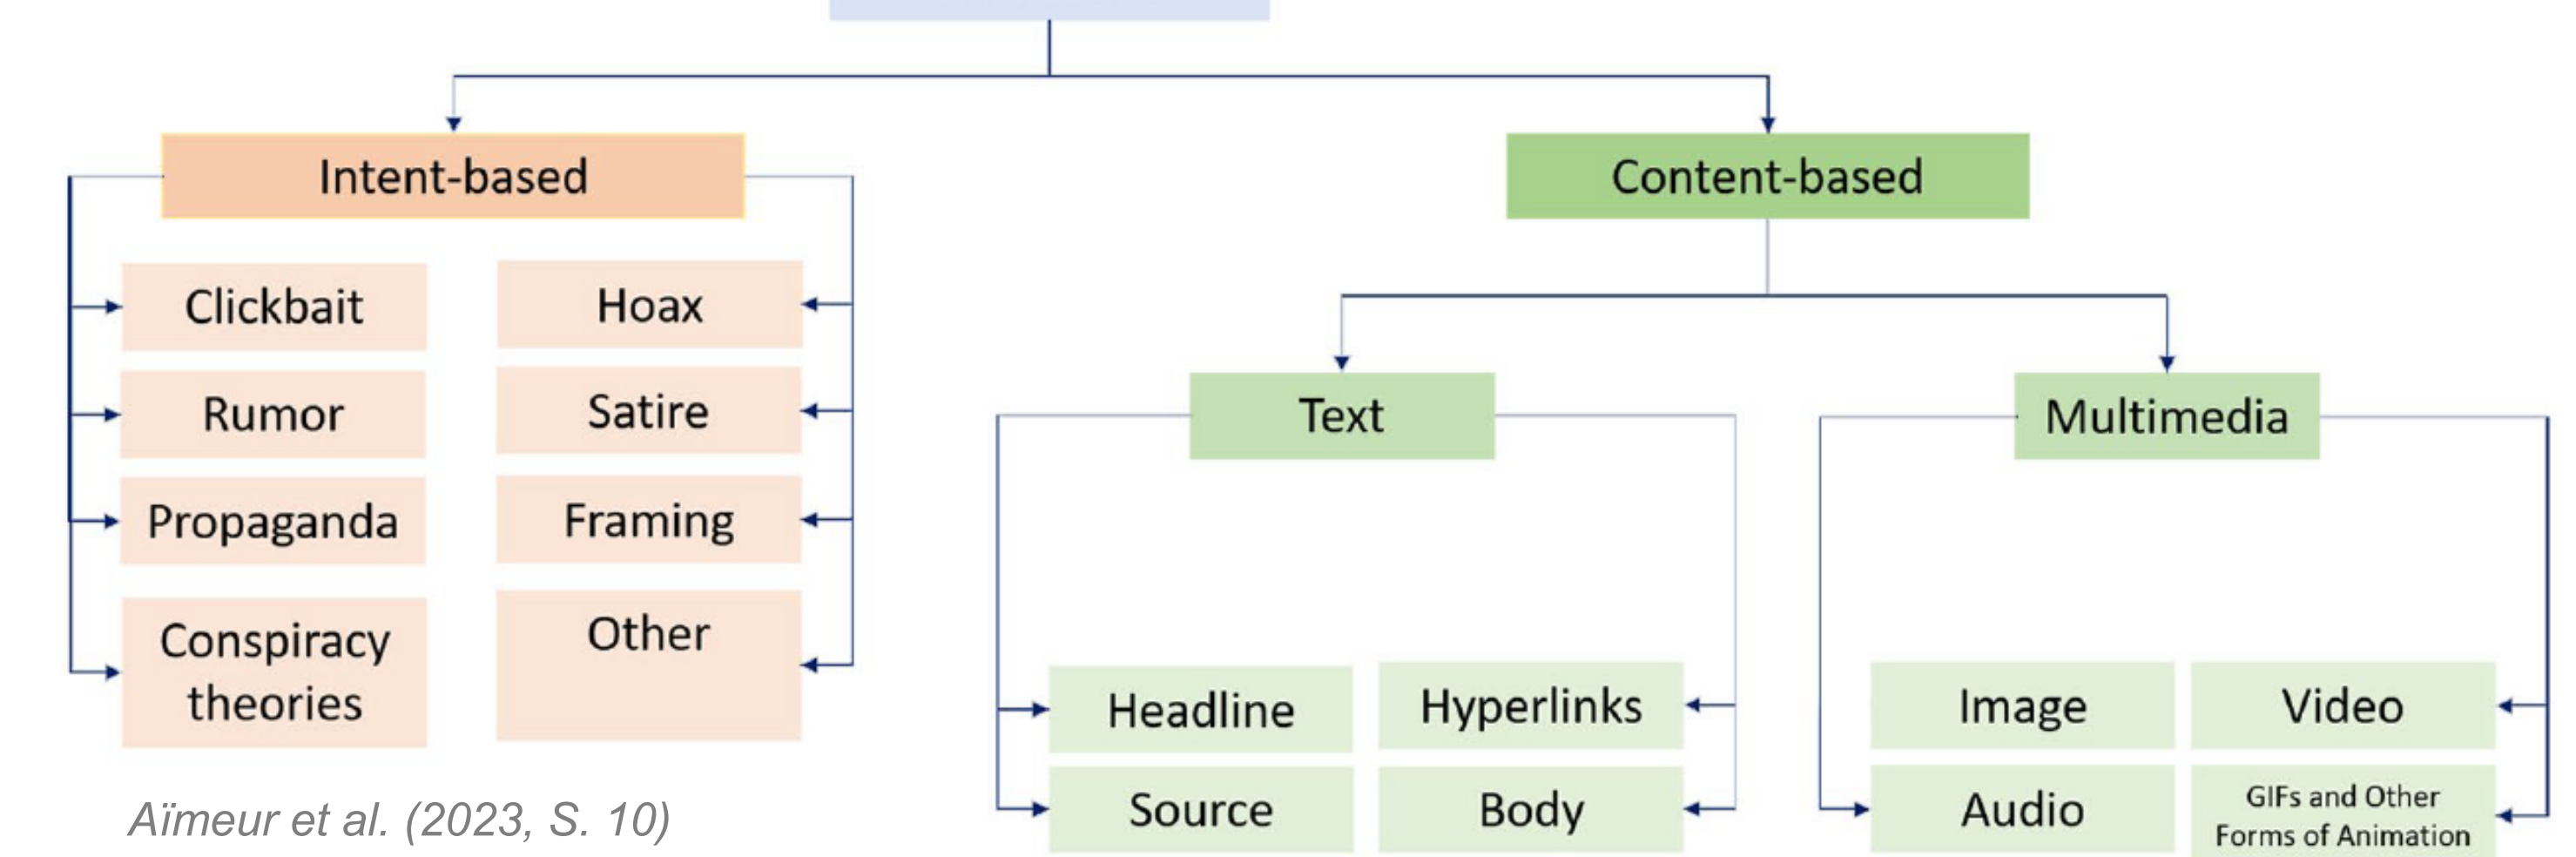 Intent-based
Content-based
Clickbait
Hoax
Rumor
Satire
Propaganda
Framing
Conspiracy
theories
Other
Text
Multimedia
Headline
Hyperlinks
Source
Body
Image
Video
Audio
GIFs and Other
Forms of Animation
Aïmeur et al. (2023, S. 10)